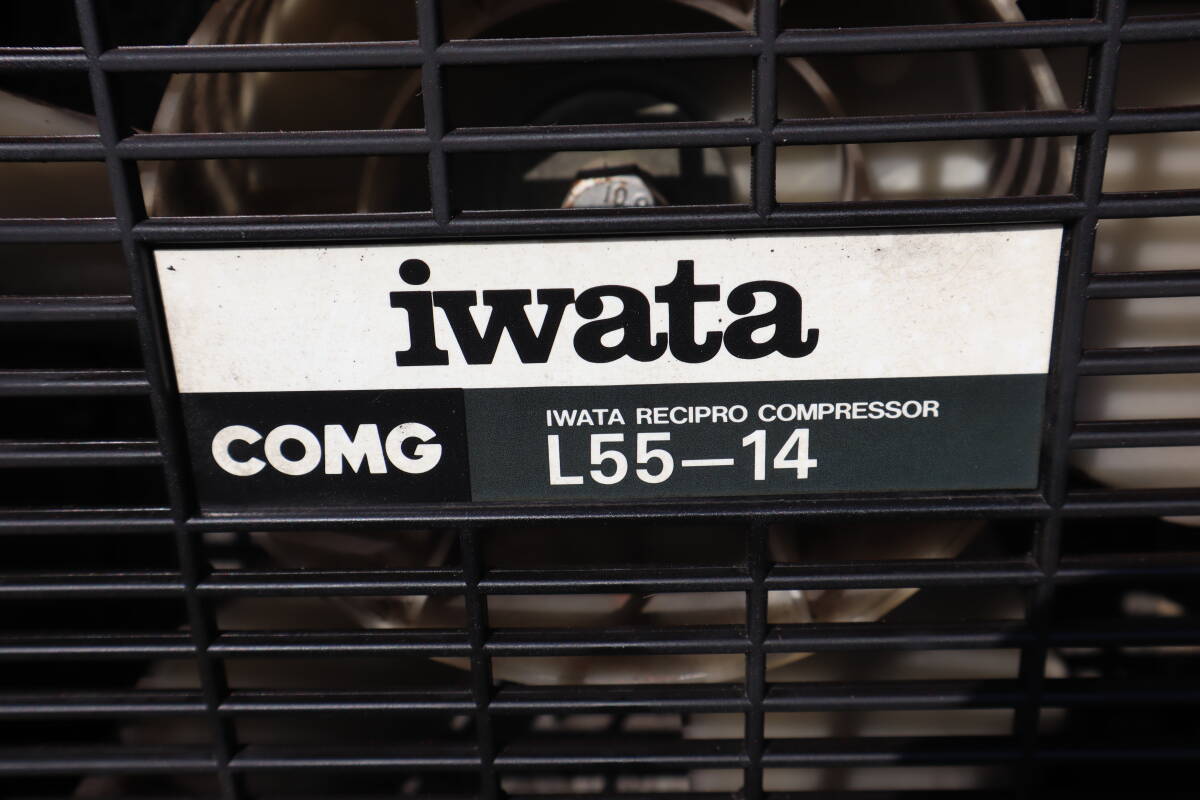 iwata
COMG
IWATA RECIPRO COMPRESSOR
L55-14